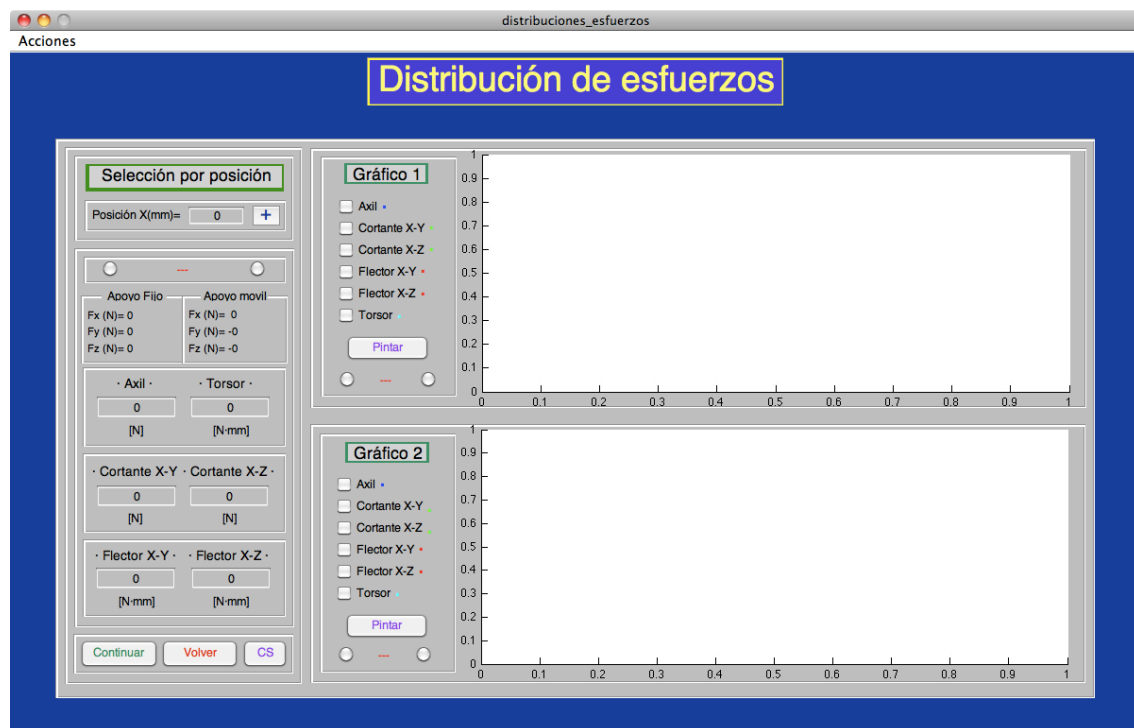 distribuciones_esfuerzos
Acciones
Distribución de esfuerzos
Selección por posición
Posición X(mm)= 0 +
---
Apoyo Fijo Apoyo movil
Fx (N)= 0 Fx (N)= 0
Fy (N)= 0 Fy (N)= -0
Fz (N)= 0 Fz (N)= -0
· Axil · · Torsor ·
0 0
[N] [N·mm]
· Cortante X-Y · Cortante X-Z ·
0 0
[N] [N]
· Flector X-Y · · Flector X-Z ·
0 0
[N·mm] [N·mm]
Continuar Volver CS
Gráfico 1
Axil
Cortante X-Y
Cortante X-Z
Flector X-Y
Flector X-Z
Torsor
Pintar
---
1
0.9
0.8
0.7
0.6
0.5
0.4
0.3
0.2
0.1
0
0 0.1 0.2 0.3 0.4 0.5 0.6 0.7 0.8 0.9 1
Gráfico 2
Axil
Cortante X-Y
Cortante X-Z
Flector X-Y
Flector X-Z
Torsor
Pintar
---
1
0.9
0.8
0.7
0.6
0.5
0.4
0.3
0.2
0.1
0
0 0.1 0.2 0.3 0.4 0.5 0.6 0.7 0.8 0.9 1